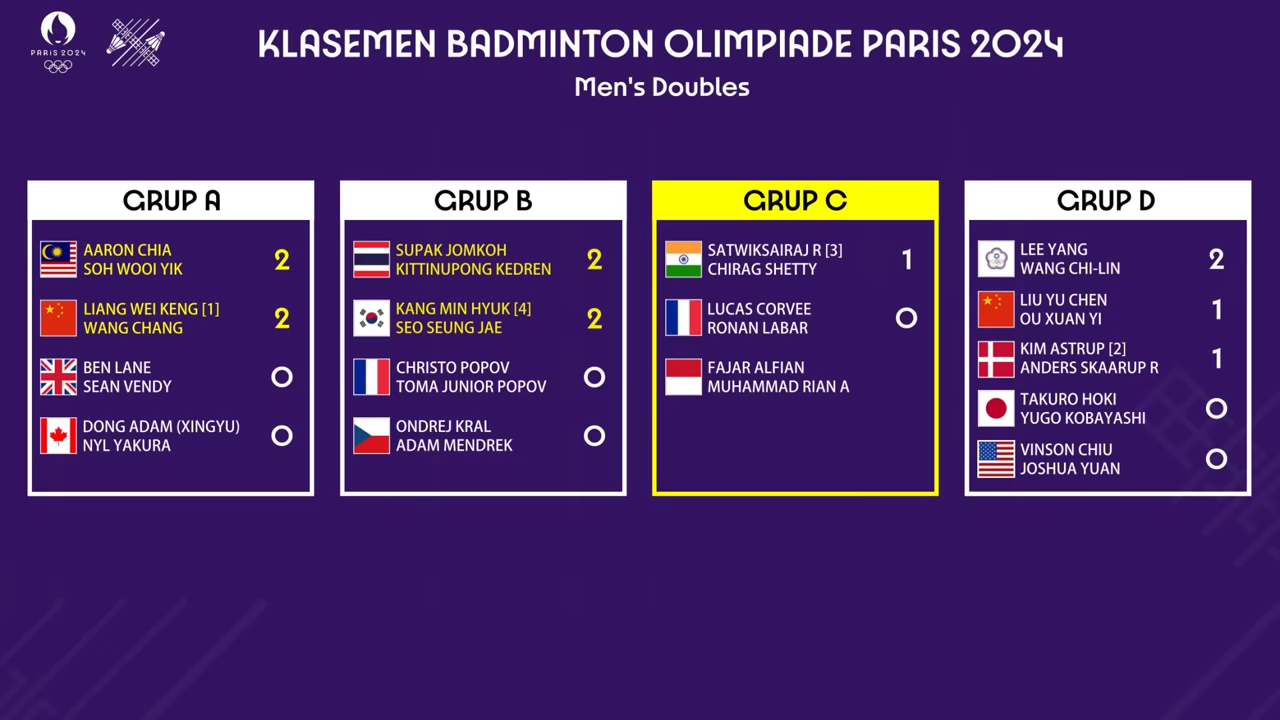 PARIS 2024
KLASEMEN BADMINTON OLIMPIADE PARIS 2024
Men's Doubles
GRUP A
AARON CHIA
SOH WOOI YIK
2
LIANG WEI KENG [1]
WANG CHANG
2
BEN LANE
SEAN VENDY
0
DONG ADAM (XINGYU)
NYL YAKURA
0
GRUP B
SUPAK JOMKOH
KITTINUPONG KEDREN
2
KANG MIN HYUK [4]
SEO SEUNG JAE
2
CHRISTO POPOV
TOMA JUNIOR POPOV
0
ONDREJ KRAL
ADAM MENDREK
0
GRUP C
SATWIKSAIRAJ R [3]
CHIRAG SHETTY
1
LUCAS CORVEE
RONAN LABAR
0
FAJAR ALFIAN
MUHAMMAD RIAN A
GRUP D
LEE YANG
WANG CHI-LIN
2
LIU YU CHEN
OU XUAN YI
1
KIM ASTRUP [2]
ANDERS SKAARUP R
1
TAKURO HOKI
YUGO KOBAYASHI
0
VINSON CHIU
JOSHUA YUAN
0